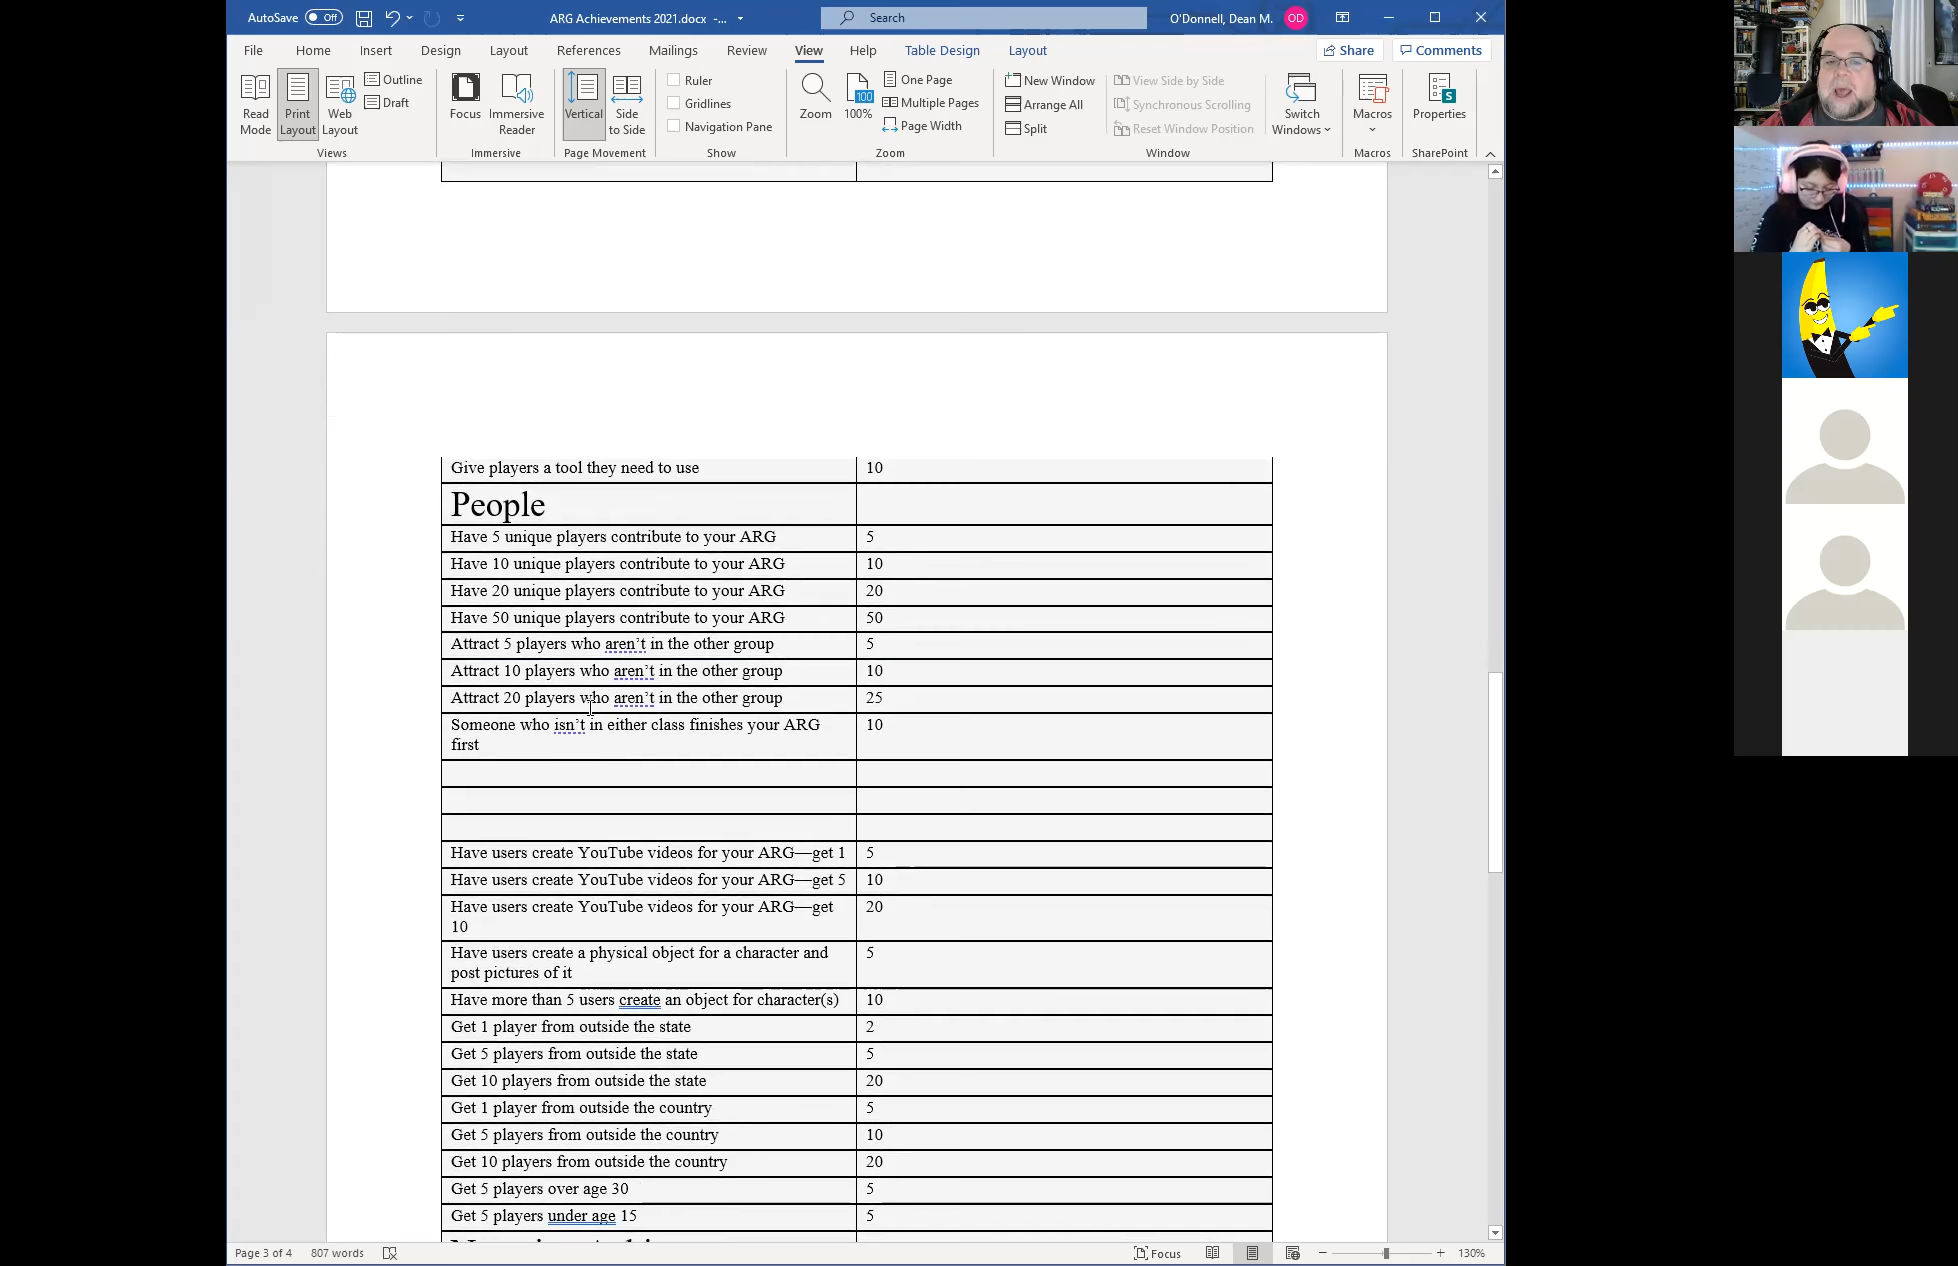 AutoSave Off ARG Achievements 2021.docx -... Search O'Donnell, Dean M. OD
File Home Insert Design Layout References Mailings Review View Help Table Design Layout Share Comments
Read Mode
Print Layout
Web Layout
Outline
Draft
Views
Focus
Immersive Reader
Immersive
Vertical
Side to Side
Page Movement
Ruler
Gridlines
Navigation Pane
Show
Zoom
100
100%
One Page
Multiple Pages
Page Width
Zoom
New Window
Arrange All
Split
View Side by Side
Synchronous Scrolling
Reset Window Position
Switch Windows
Window
Macros
Macros
S
Properties
SharePoint
Give players a tool they need to use 10
People
Have 5 unique players contribute to your ARG 5
Have 10 unique players contribute to your ARG 10
Have 20 unique players contribute to your ARG 20
Have 50 unique players contribute to your ARG 50
Attract 5 players who aren’t in the other group 5
Attract 10 players who aren’t in the other group 10
Attract 20 players who aren’t in the other group 25
Someone who isn’t in either class finishes your ARG 10
first
Have users create YouTube videos for your ARG—get 1 5
Have users create YouTube videos for your ARG—get 5 10
Have users create YouTube videos for your ARG—get 20
10
Have users create a physical object for a character and 5
post pictures of it
Have more than 5 users create an object for character(s) 10
Get 1 player from outside the state 2
Get 5 players from outside the state 5
Get 10 players from outside the state 20
Get 1 player from outside the country 5
Get 5 players from outside the country 10
Get 10 players from outside the country 20
Get 5 players over age 30 5
Get 5 players under age 15 5
Page 3 of 4 807 words Focus 130%